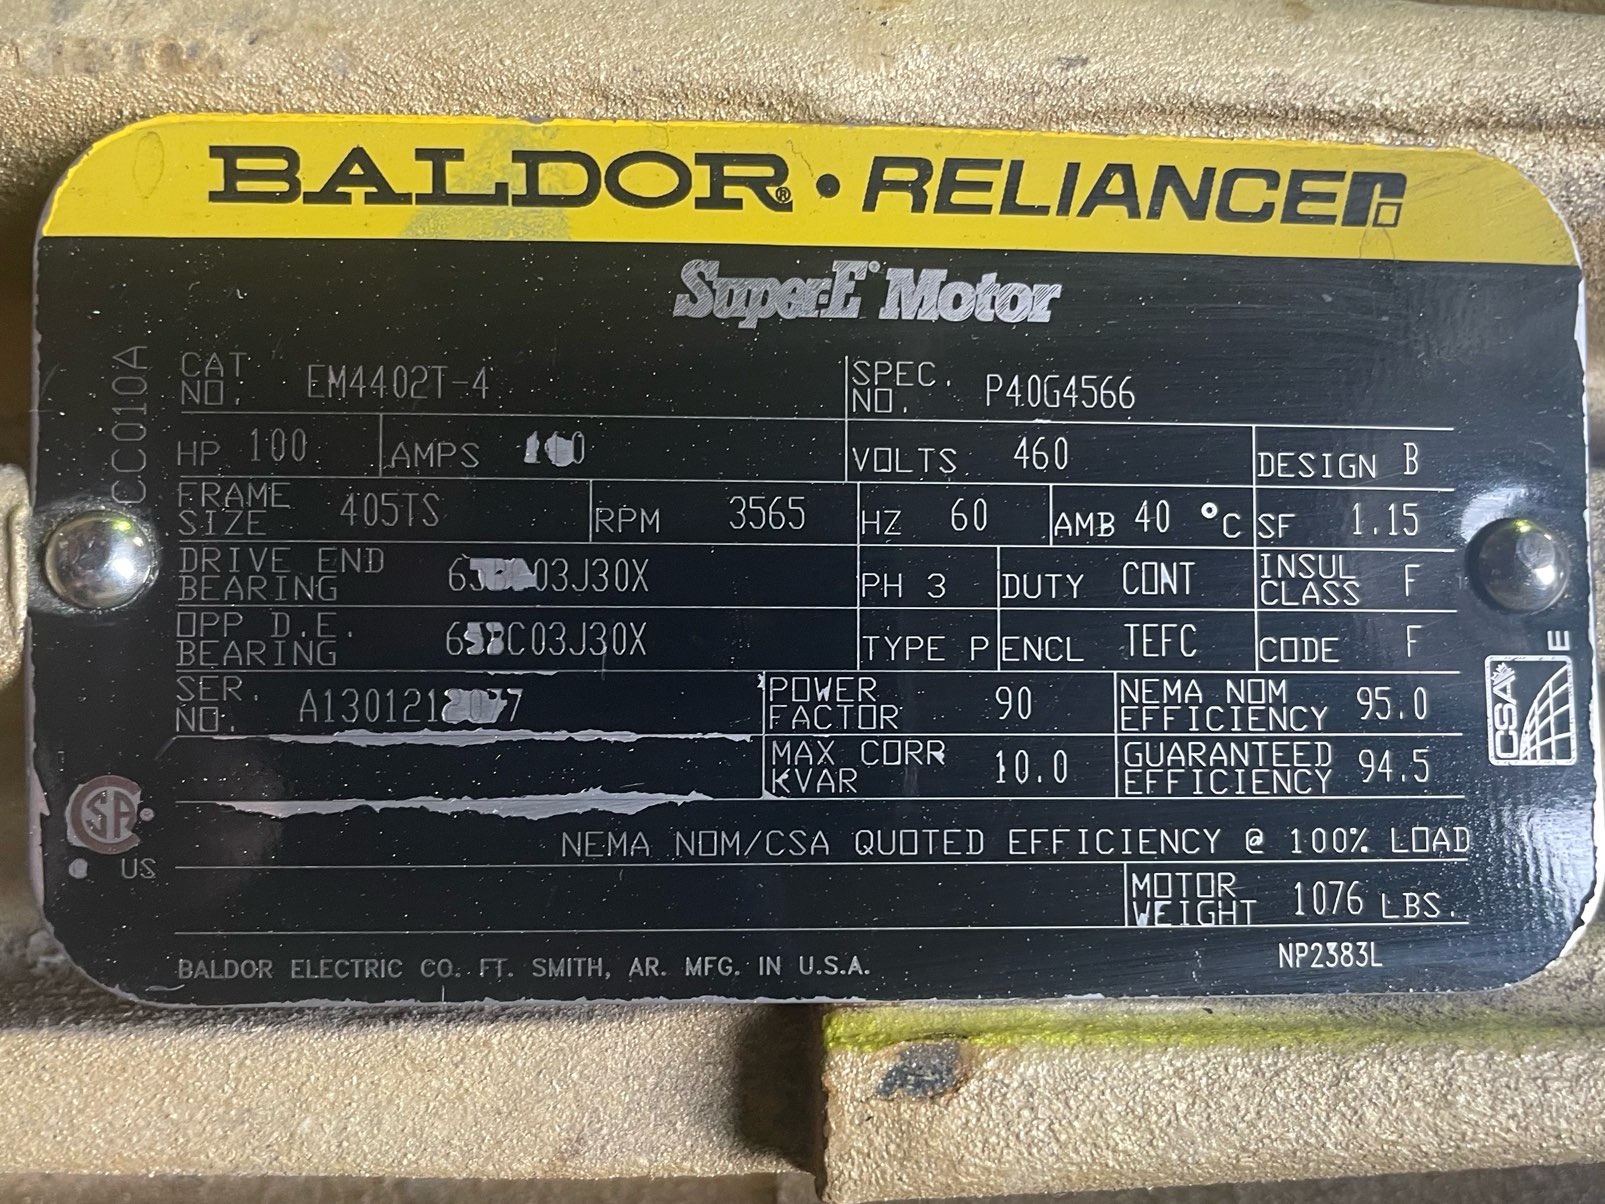 BALDOR® • RELIANCE
Super-E® Motor
CC010A
CAT. NO. EM4402T-4 SPEC. NO. P40G4566
HP 100 AMPS VOLTS 460 DESIGN B
FRAME SIZE 405TS RPM 3565 HZ 60 AMB 40 °C SF 1.15
DRIVE END BEARING PH 3 DUTY CONT INSUL CLASS F
OPP D.E. BEARING TYPE P ENCL TEFC CODE F
SER. NO. POWER FACTOR 90 NEMA NOM EFFICIENCY 95.0
MAX CORR KVAR 10.0 GUARANTEED EFFICIENCY 94.5
NEMA NOM/CSA QUOTED EFFICIENCY @ 100% LOAD
MOTOR WEIGHT 1076 LBS.
BALDOR ELECTRIC CO. FT. SMITH, AR. MFG. IN U.S.A.
NP2383L
CSA
US
CSA E